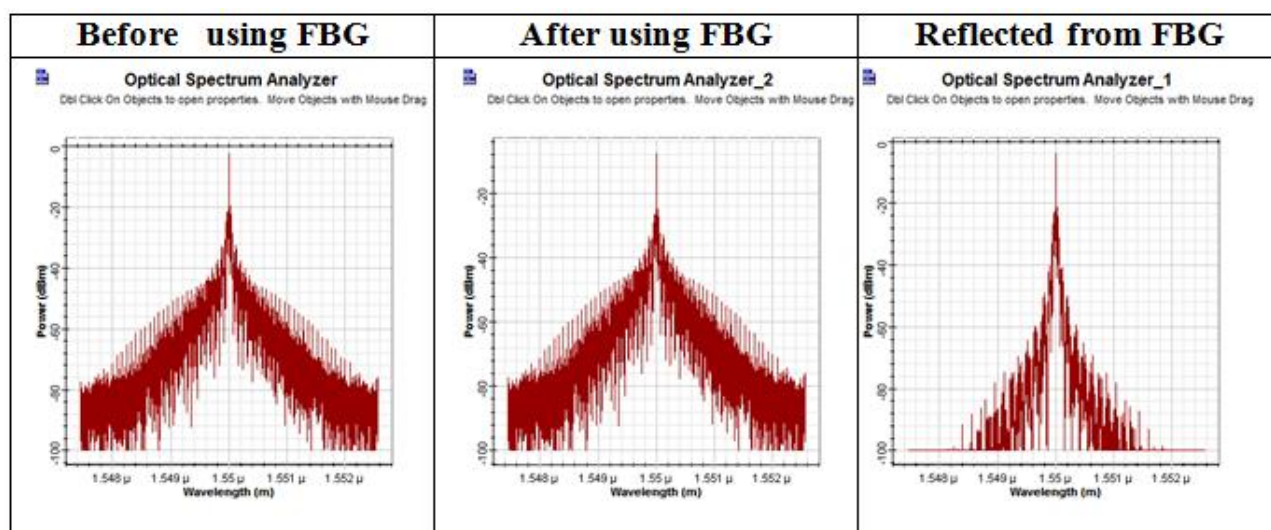 Before using FBG
After using FBG
Reflected from FBG
Optical Spectrum Analyzer
Dbl Click On Objects to open properties. Move Objects with Mouse Drag
0
-20
-40
-60
-80
-100
Power (dBm)
1.548 µ 1.549 µ 1.55 µ 1.551 µ 1.552 µ
Wavelength (m)
Optical Spectrum Analyzer_2
Dbl Click On Objects to open properties. Move Objects with Mouse Drag
-20
-40
-60
-80
-100
Power (dBm)
1.548 µ 1.549 µ 1.55 µ 1.551 µ 1.552 µ
Wavelength (m)
Optical Spectrum Analyzer_1
Dbl Click On Objects to open properties. Move Objects with Mouse Drag
0
-20
-40
-60
-80
-100
Power (dBm)
1.548 µ 1.549 µ 1.55 µ 1.551 µ 1.552 µ
Wavelength (m)